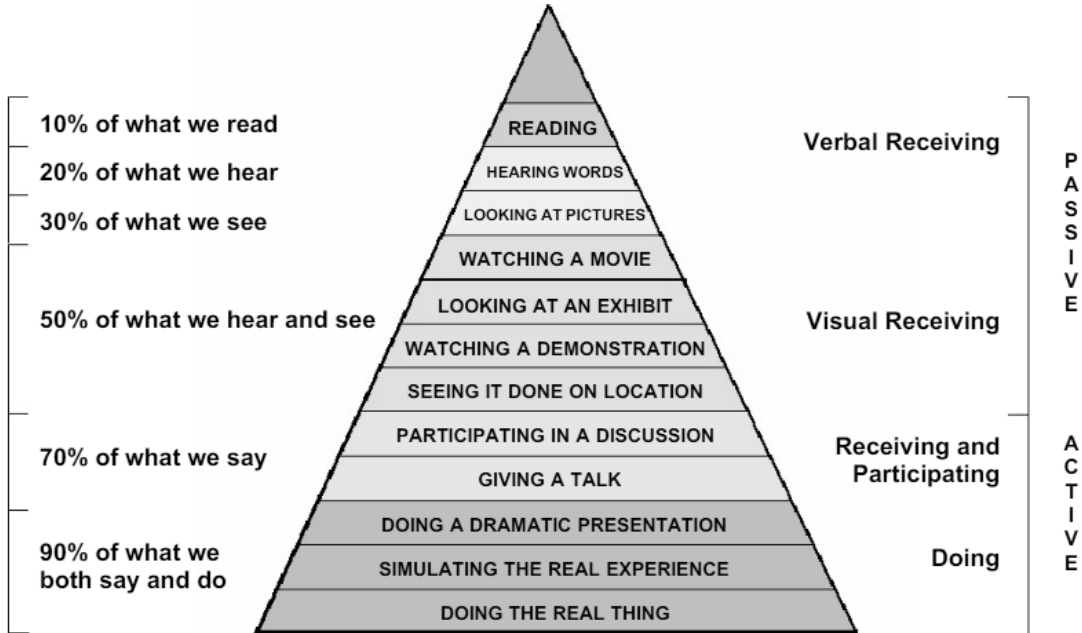 10% of what we read
20% of what we hear
30% of what we see
50% of what we hear and see
70% of what we say
90% of what we
both say and do
READING
HEARING WORDS
LOOKING AT PICTURES
WATCHING A MOVIE
LOOKING AT AN EXHIBIT
WATCHING A DEMONSTRATION
SEEING IT DONE ON LOCATION
PARTICIPATING IN A DISCUSSION
GIVING A TALK
DOING A DRAMATIC PRESENTATION
SIMULATING THE REAL EXPERIENCE
DOING THE REAL THING
Verbal Receiving
Visual Receiving
Receiving and
Participating
Doing
PASSIVE
ACTIVE